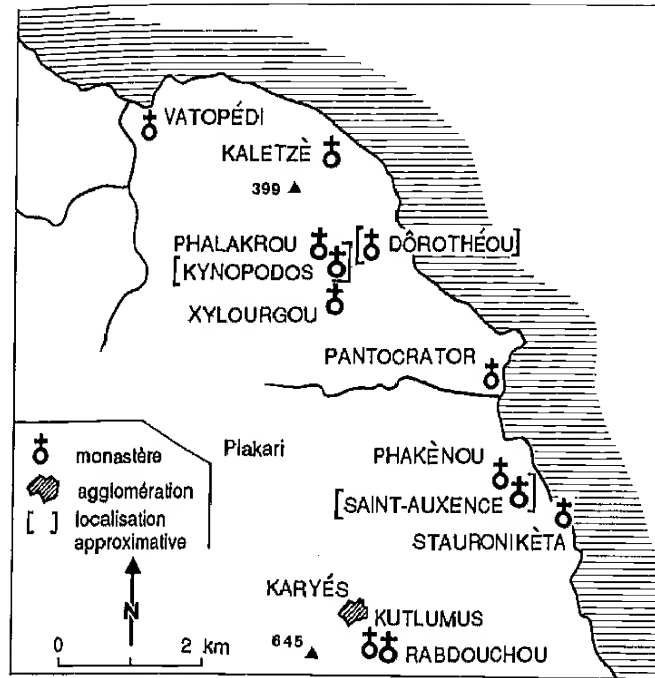 VATOPÉDI
KALETZÈ
399
PHALAKROU
[DÔROTHÉOU]
[KYNOPODOS]
XYLOURGOU
PANTOCRATOR
Plakari
PHAKÈNOU
[SAINT-AUXENCE]
STAURONIKÈTA
monastère
agglomération
[ ] localisation
approximative
N
0 2 km
KARYÉS
KUTLUMUS
645
RABDOUCHOU